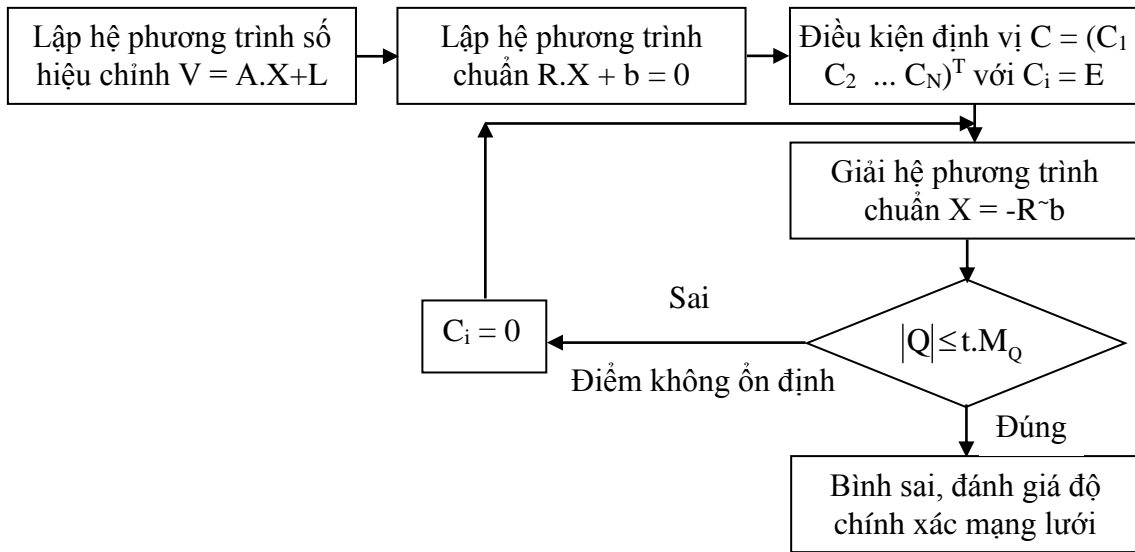 Lập hệ phương trình số
hiệu chỉnh V = A.X+L
Lập hệ phương trình
chuẩn R.X + b = 0
Điều kiện định vị C = (C₁
C₂ ... C_N)ᵀ với Cᵢ = E
Giải hệ phương trình
chuẩn X = -R˜b
Sai
Cᵢ = 0
|Q| ≤ t.M_Q
Điểm không ổn định
Đúng
Bình sai, đánh giá độ
chính xác mạng lưới